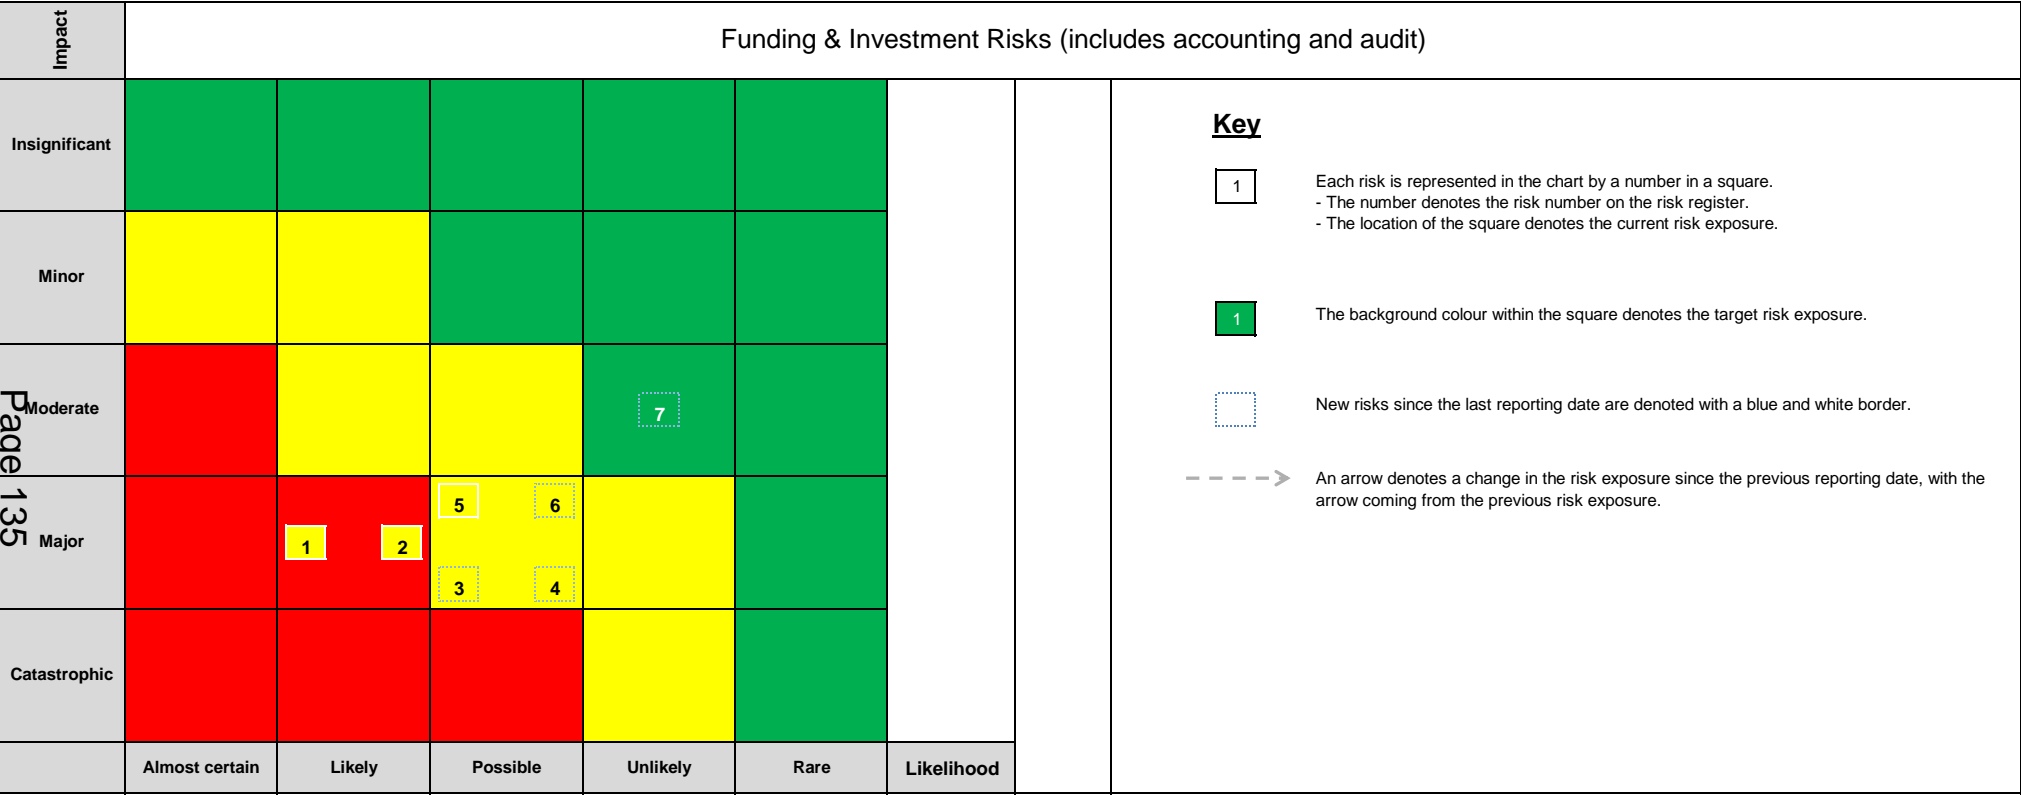 Impact
Funding & Investment Risks (includes accounting and audit)
Insignificant
Minor
Moderate
Major
Catastrophic
Page 135
7
5
6
1
2
3
4
Almost certain
Likely
Possible
Unlikely
Rare
Likelihood
Key
1
Each risk is represented in the chart by a number in a square.
- The number denotes the risk number on the risk register.
- The location of the square denotes the current risk exposure.
1
The background colour within the square denotes the target risk exposure.
New risks since the last reporting date are denoted with a blue and white border.
An arrow denotes a change in the risk exposure since the previous reporting date, with the
arrow coming from the previous risk exposure.